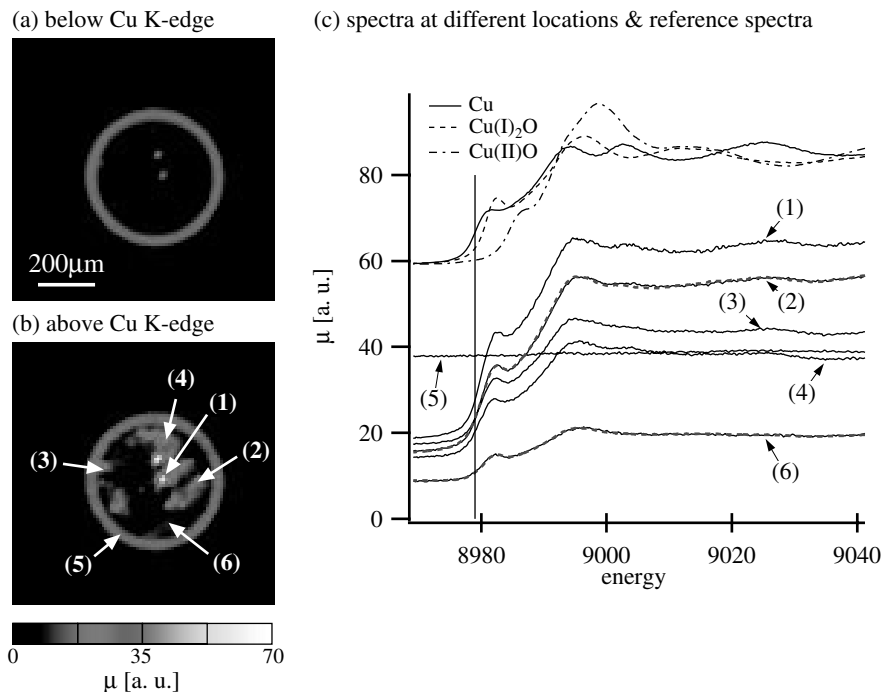 (a) below Cu K-edge
200μm
(b) above Cu K-edge
(4)
(1)
(3)
(2)
(5)
(6)
0
35
70
μ [a. u.]
(c) spectra at different locations & reference spectra
Cu
Cu(I)₂O
Cu(II)O
80
60
40
20
0
μ [a. u.]
(1)
(3)
(2)
(5)
(4)
(6)
8980
9000
9020
9040
energy